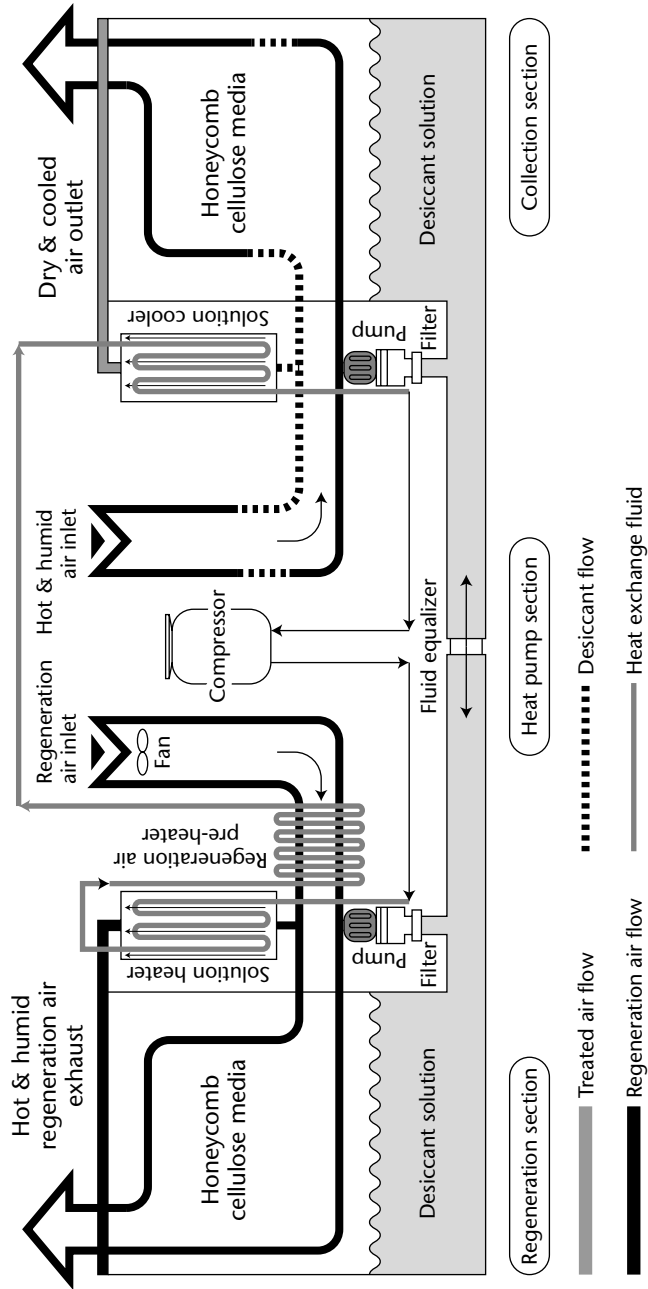 Hot & humid
regeneration air
exhaust
Regeneration
air inlet
Hot & humid
air inlet
Dry & cooled
air outlet
Fan
Solution heater
Regeneration air
pre-heater
Compressor
Solution cooler
Honeycomb
cellulose media
Honeycomb
cellulose media
Pump
Filter
Fluid equalizer
Pump
Filter
Desiccant solution
Desiccant solution
Regeneration section
Heat pump section
Collection section
Treated air flow
Desiccant flow
Regeneration air flow
Heat exchange fluid